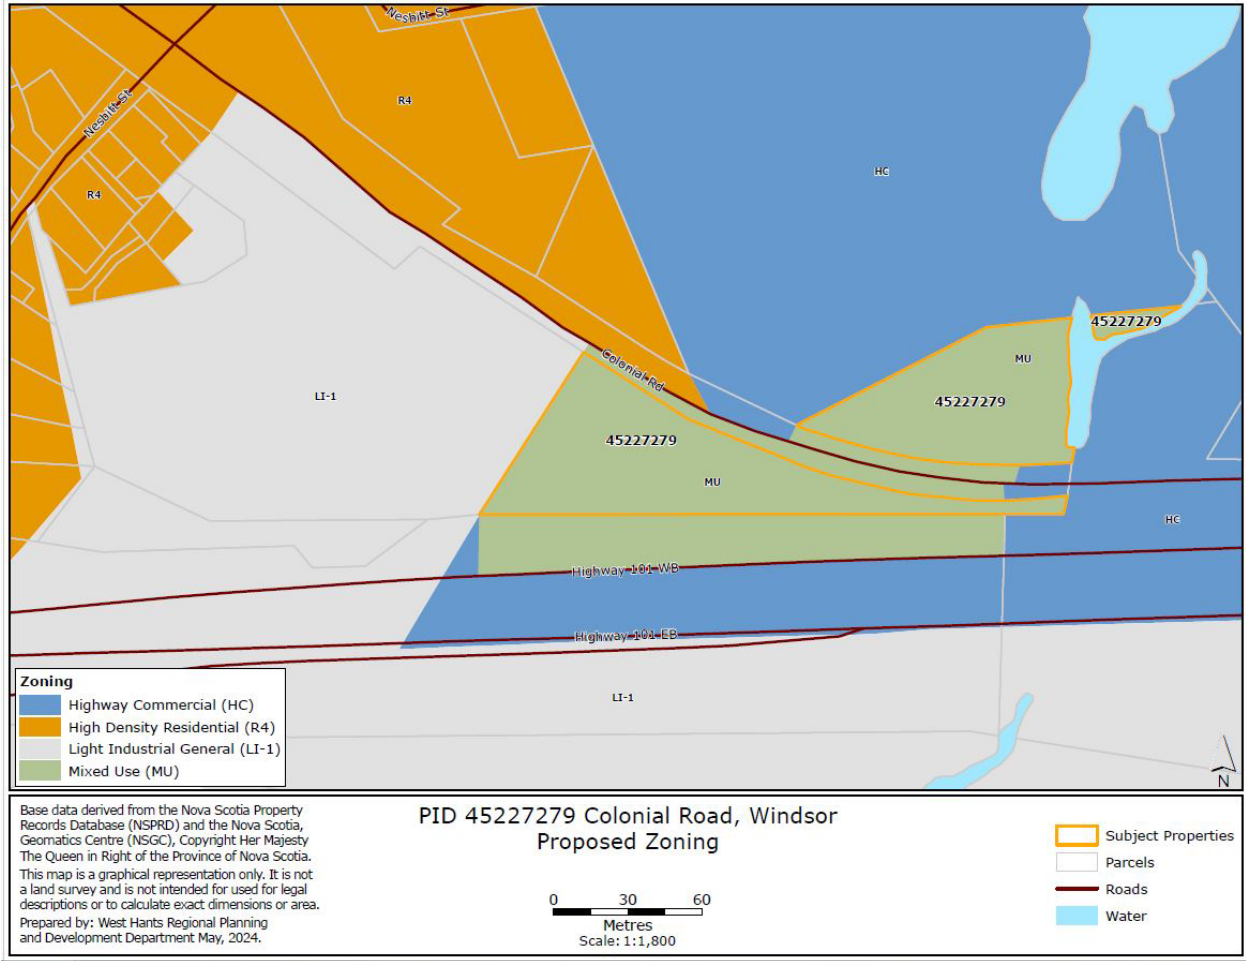 Nesbitt St
R4
Nesbitt St
HC
R4
45227279
MU
Colonial Rd
LI-1
45227279
45227279
MU
HC
Highway 101 WB
Highway 101 EB
LI-1
Zoning
Highway Commercial (HC)
High Density Residential (R4)
Light Industrial General (LI-1)
Mixed Use (MU)
N
Base data derived from the Nova Scotia Property
Records Database (NSPRD) and the Nova Scotia,
Geomatics Centre (NSGC), Copyright Her Majesty
The Queen in Right of the Province of Nova Scotia.
This map is a graphical representation only. It is not
a land survey and is not intended for used for legal
descriptions or to calculate exact dimensions or area.
Prepared by: West Hants Regional Planning
and Development Department May, 2024.
PID 45227279 Colonial Road, Windsor
Proposed Zoning
0 30 60
Metres
Scale: 1:1,800
Subject Properties
Parcels
Roads
Water